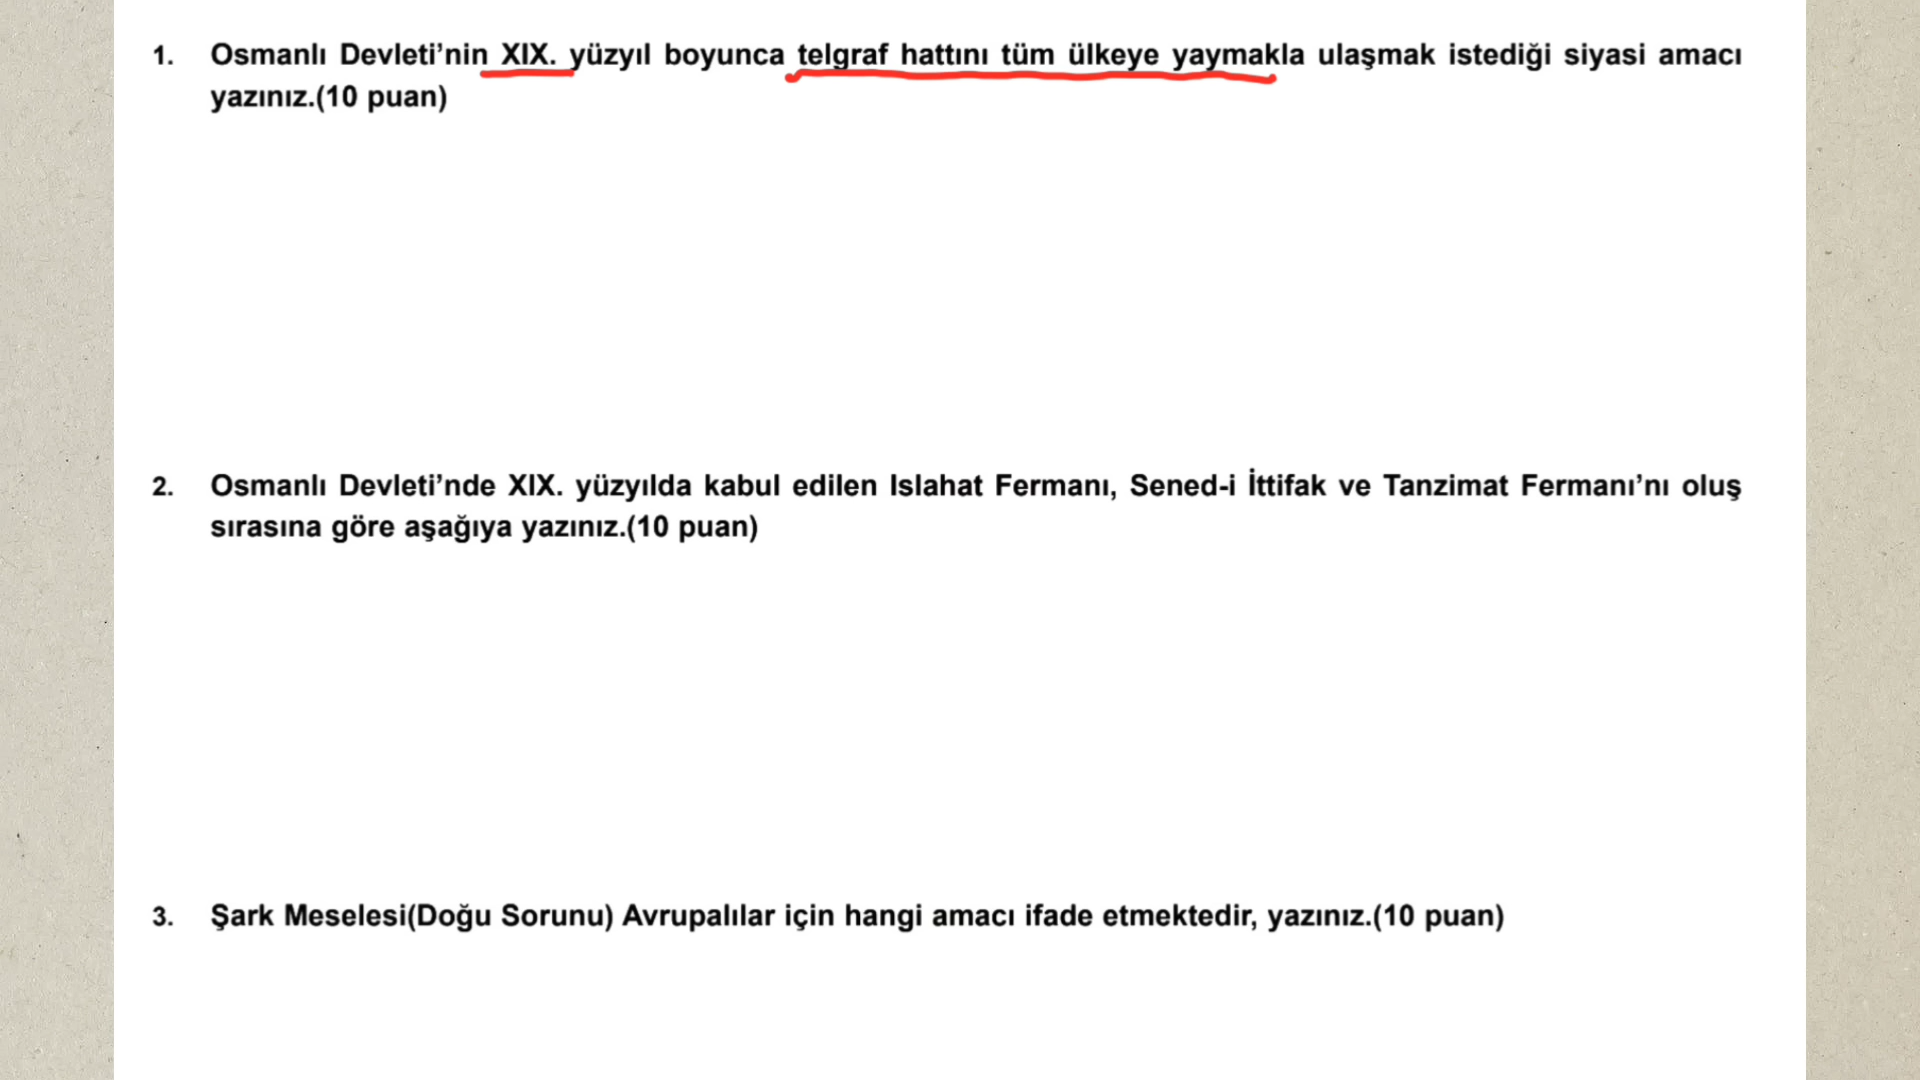 1. Osmanlı Devleti’nin XIX. yüzyıl boyunca telgraf hattını tüm ülkeye yaymakla ulaşmak istediği siyasi amacı
yazınız.(10 puan)
2. Osmanlı Devleti’nde XIX. yüzyılda kabul edilen Islahat Fermanı, Sened-i İttifak ve Tanzimat Fermanı’nı oluş
sırasına göre aşağıya yazınız.(10 puan)
3. Şark Meselesi(Doğu Sorunu) Avrupalılar için hangi amacı ifade etmektedir, yazınız.(10 puan)